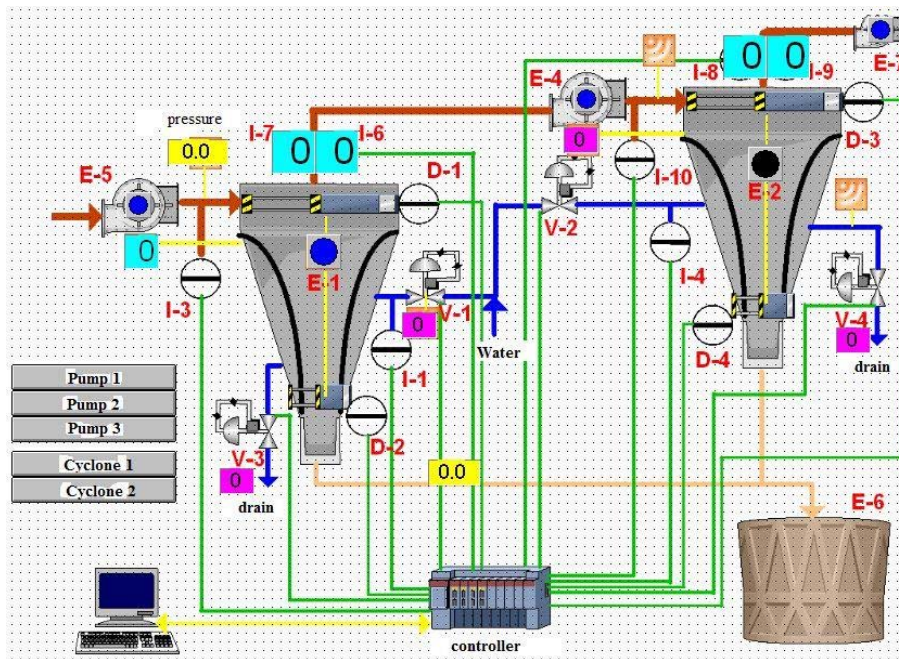 I-8
0 0
I-9
E-7
E-4
pressure
I-7
0 0
I-6
0
D-3
0.0
D-1
I-10
E-2
E-5
V-2
0
E-1
I-4
I-3
V-1
0
Water
D-4
V-4
0
I-1
drain
Pump 1
Pump 2
Pump 3
D-2
V-3
Cyclone 1
Cyclone 2
0
0.0
drain
E-6
controller